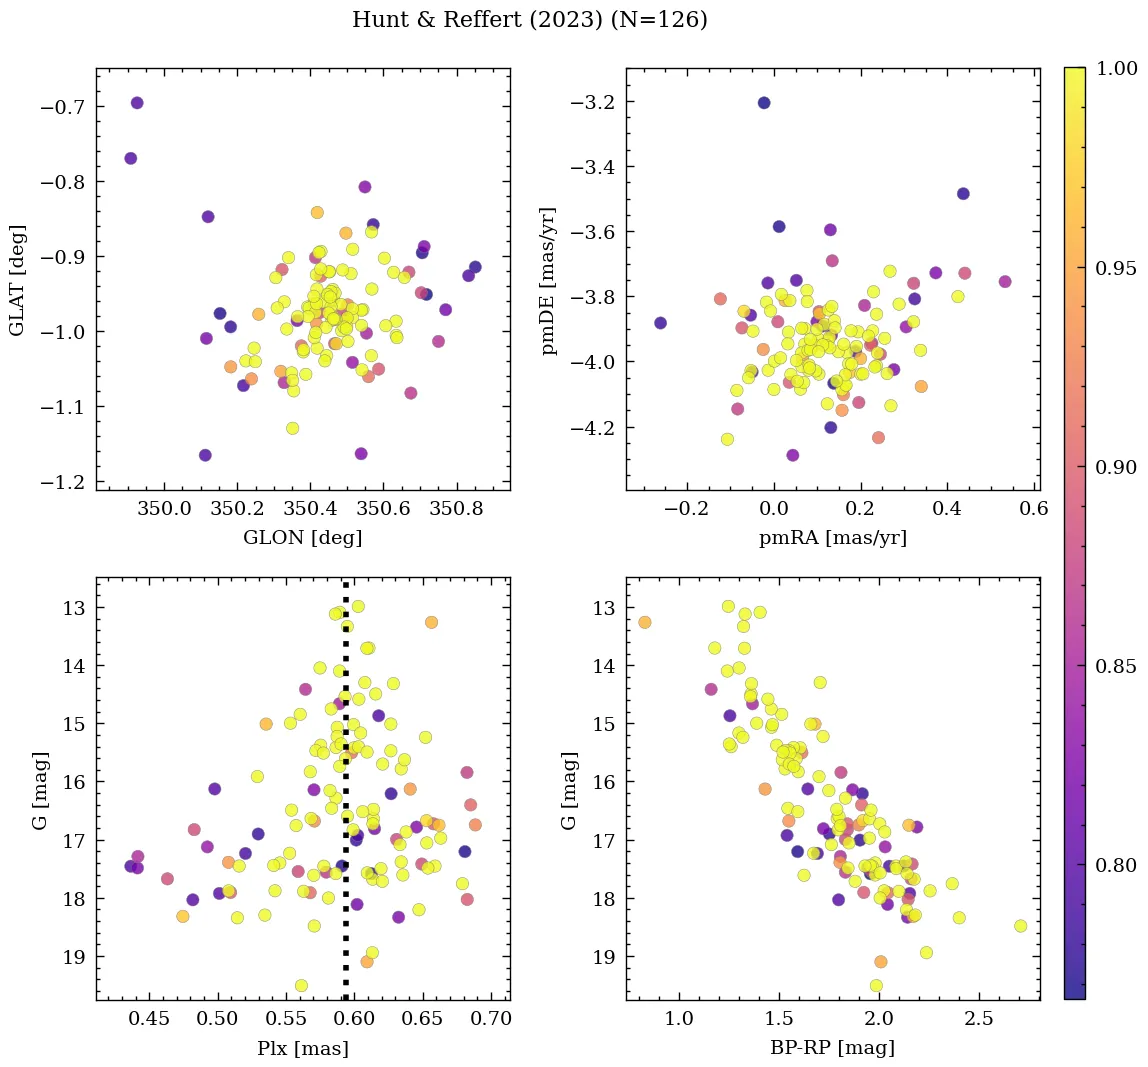 Hunt & Reffert (2023) (N=126)
−0.7
−0.8
−0.9
−1.0
−1.1
−1.2
GLAT [deg]
350.0 350.2 350.4 350.6 350.8
GLON [deg]
−3.2
−3.4
−3.6
−3.8
−4.0
−4.2
pmDE [mas/yr]
−0.2 0.0 0.2 0.4 0.6
pmRA [mas/yr]
13
14
15
16
17
18
19
G [mag]
0.45 0.50 0.55 0.60 0.65 0.70
Plx [mas]
13
14
15
16
17
18
19
G [mag]
1.0 1.5 2.0 2.5
BP-RP [mag]
1.00
0.95
0.90
0.85
0.80